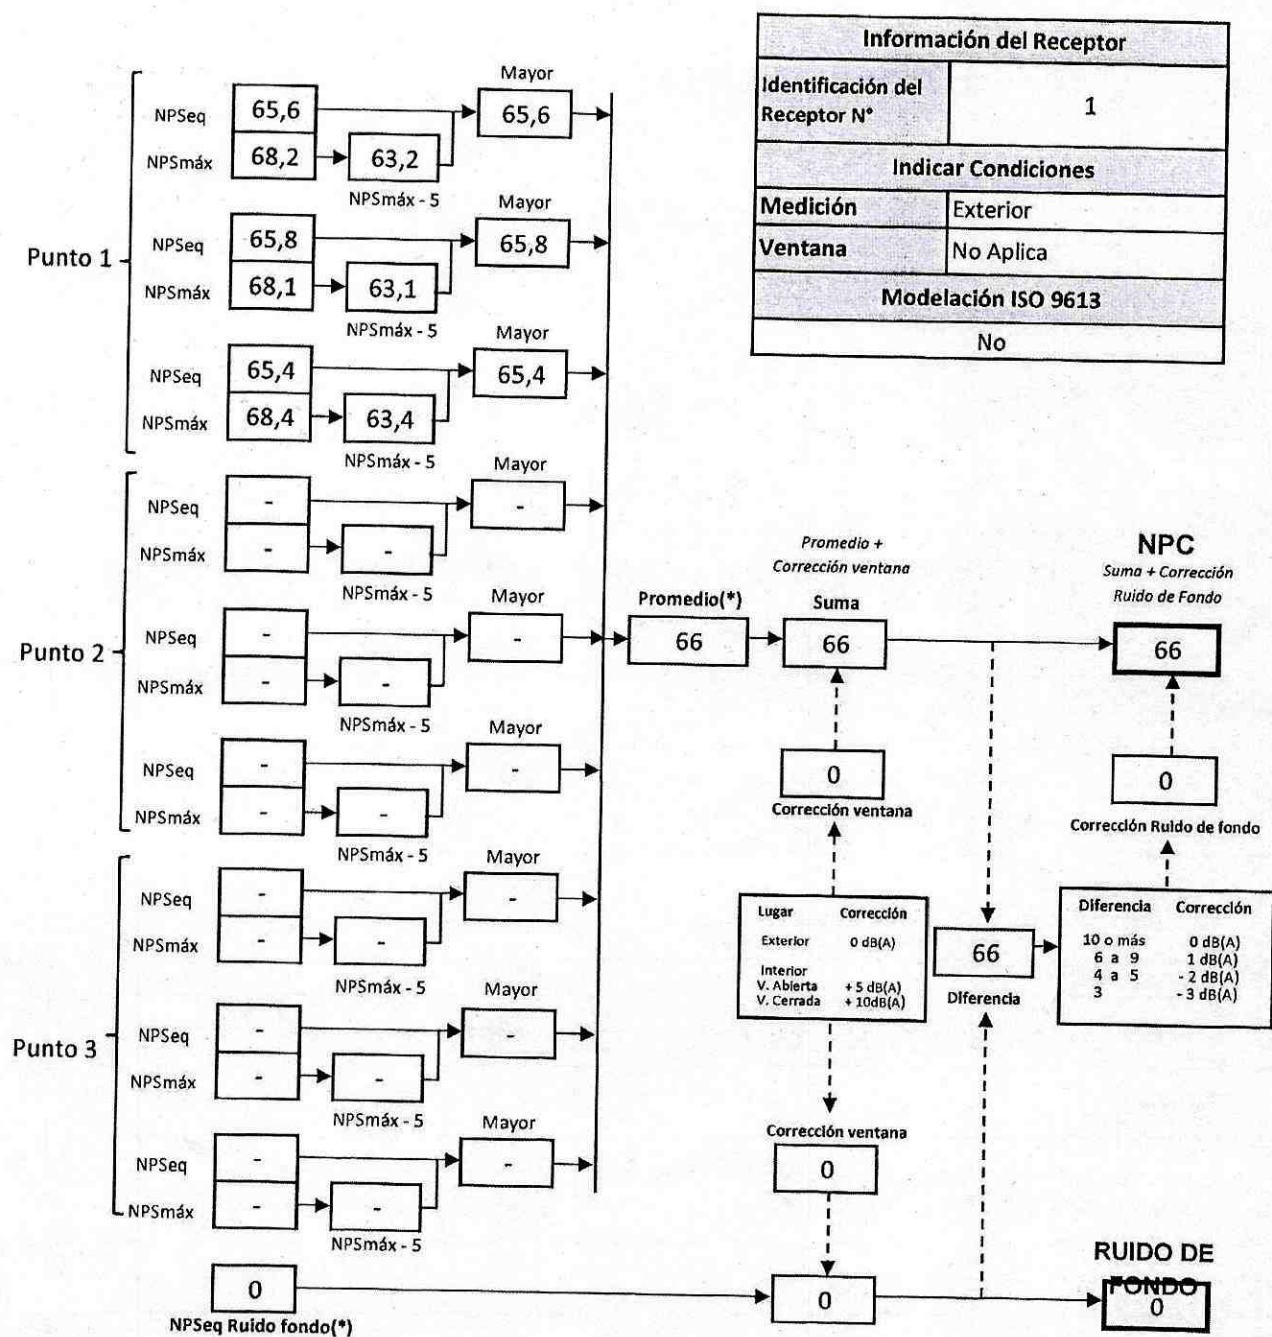 Información del Receptor
Identificación del Receptor N° 1
Indicar Condiciones
Medición Exterior
Ventana No Aplica
Modelación ISO 9613
No
Punto 1
Mayor
NPSeq 65,6 65,6
NPSmáx 68,2 63,2
NPSmáx - 5
Mayor
NPSeq 65,8 65,8
NPSmáx 68,1 63,1
NPSmáx - 5
Mayor
NPSeq 65,4 65,4
NPSmáx 68,4 63,4
NPSmáx - 5
Punto 2
Mayor
NPSeq - -
NPSmáx - -
NPSmáx - 5
Mayor
NPSeq - -
NPSmáx - -
NPSmáx - 5
Mayor
NPSeq - -
NPSmáx - -
NPSmáx - 5
Punto 3
Mayor
NPSeq - -
NPSmáx - -
NPSmáx - 5
Mayor
NPSeq - -
NPSmáx - -
NPSmáx - 5
Mayor
NPSeq - -
NPSmáx - -
NPSmáx - 5
0
NPSeq Ruido fondo(*)
Promedio(*)
66
Promedio +
Corrección ventana
Suma
66
0
Corrección ventana
Lugar Corrección
Exterior 0 dB(A)
Interior
V. Abierta + 5 dB(A)
V. Cerrada + 10dB(A)
Corrección ventana
0
0
66
Diferencia
NPC
Suma + Corrección
Ruido de Fondo
66
0
Corrección Ruido de fondo
Diferencia Corrección
10 o más 0 dB(A)
6 a 9 1 dB(A)
4 a 5 - 2 dB(A)
3 - 3 dB(A)
RUIDO DE
FONDO
0